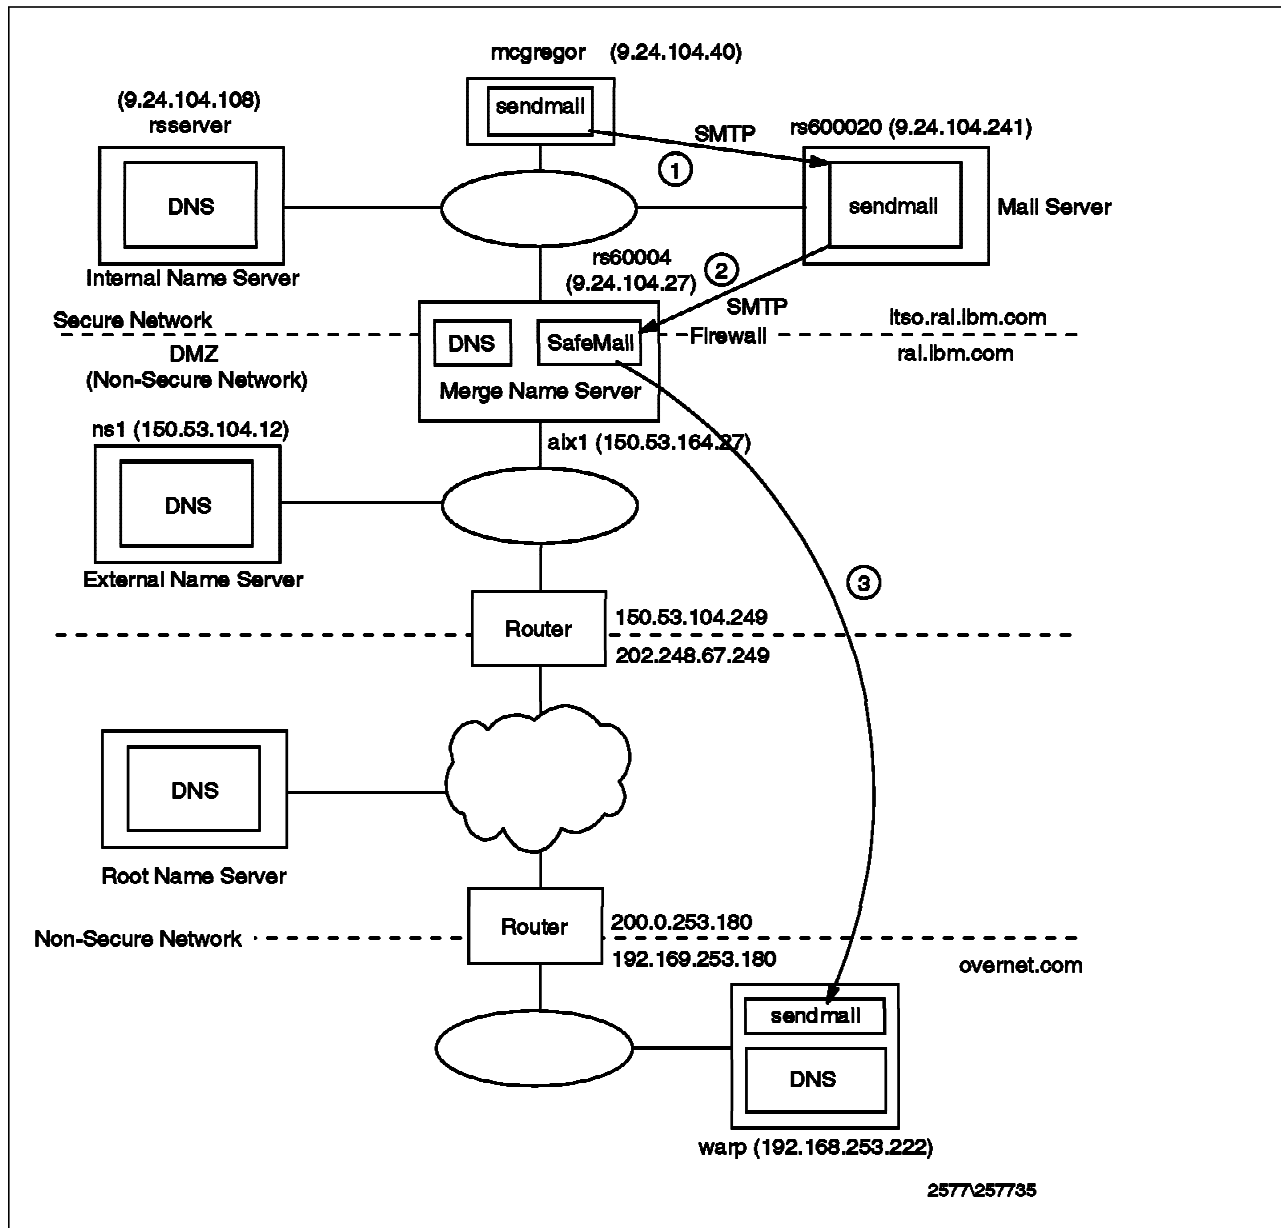 mcgregor (9.24.104.40)
sendmail
(9.24.104.108)
rsserver
SMTP
rs600020 (9.24.104.241)
1
DNS
sendmail
Mail Server
Internal Name Server
rs60004
(9.24.104.27)
2
SMTP
Secure Network
itso.ral.ibm.com
DNS
SafeMail
Firewall
DMZ
(Non-Secure Network)
ral.ibm.com
Merge Name Server
ns1 (150.53.104.12)
aix1 (150.53.164.27)
DNS
External Name Server
3
Router
150.53.104.249
202.248.67.249
DNS
Root Name Server
Router
200.0.253.180
Non-Secure Network
192.169.253.180
overnet.com
sendmail
DNS
warp (192.168.253.222)
2577\257735